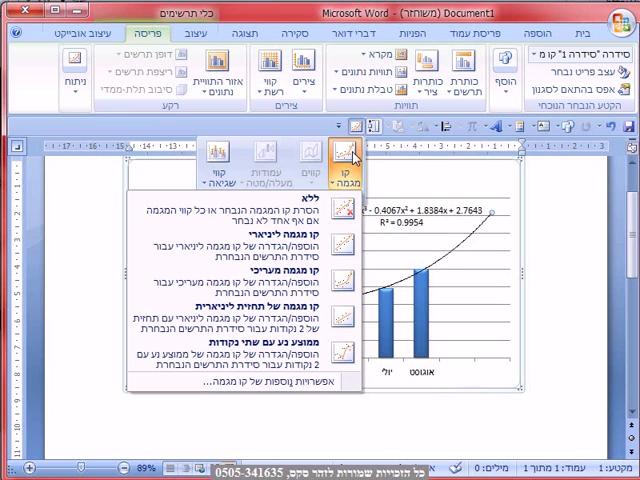 כלי תרשימים
Document1 (משוחזר) - Microsoft Word
בית
הוספה
פריסת עמוד
הפניות
דברי דואר
סקירה
תצוגה
עיצוב
פריסה
עיצוב אובייקט
סידרה "סידרה 1" קו מ
עצב פריט נבחר
אפס בהתאם לסגנון
הקטע הנבחר הנוכחי
הוסף
כותרת תרשים
כותרות ציר
מקרא
תוויות נתונים
טבלת נתונים
תוויות
צירים
קווי רשת
צירים
אזור התוויית נתונים
דופן תרשים
ריצפת תרשים
סיבוב תלת-ממדי
רקע
ניתוח
קו מגמה
קווים
עמודות מעלה/מטה
קווי שגיאה
ללא
הסרת קו המגמה הנבחר או כל קווי המגמה
אם אף אחד לא נבחר
קו מגמה ליניארי
הוספה/הגדרה של קו מגמה ליניארי עבור
סידרת התרשים הנבחרת
קו מגמה מעריכי
הוספה/הגדרה של קו מגמה מעריכי עבור
סידרת התרשים הנבחרת
קו מגמה של תחזית ליניארית
הוספה/הגדרה של קו מגמה ליניארי עם תחזית
של 2 נקודות עבור סידרת התרשים הנבחרת
ממוצע נע עם שתי נקודות
הוספה/הגדרה של קו מגמה של ממוצע נע עם
2 נקודות עבור סידרת התרשים הנבחרת
אפשרויות נוספות של קו מגמה...
- 0.4067x² + 1.8384x + 2.7643
R² = 0.9954
יולי
אוגוסט
מקטע: 1
עמוד: 1 מתוך 1
מילים: 0
89%
כל הזכויות שמורות לזהר סקס, 0505-341635